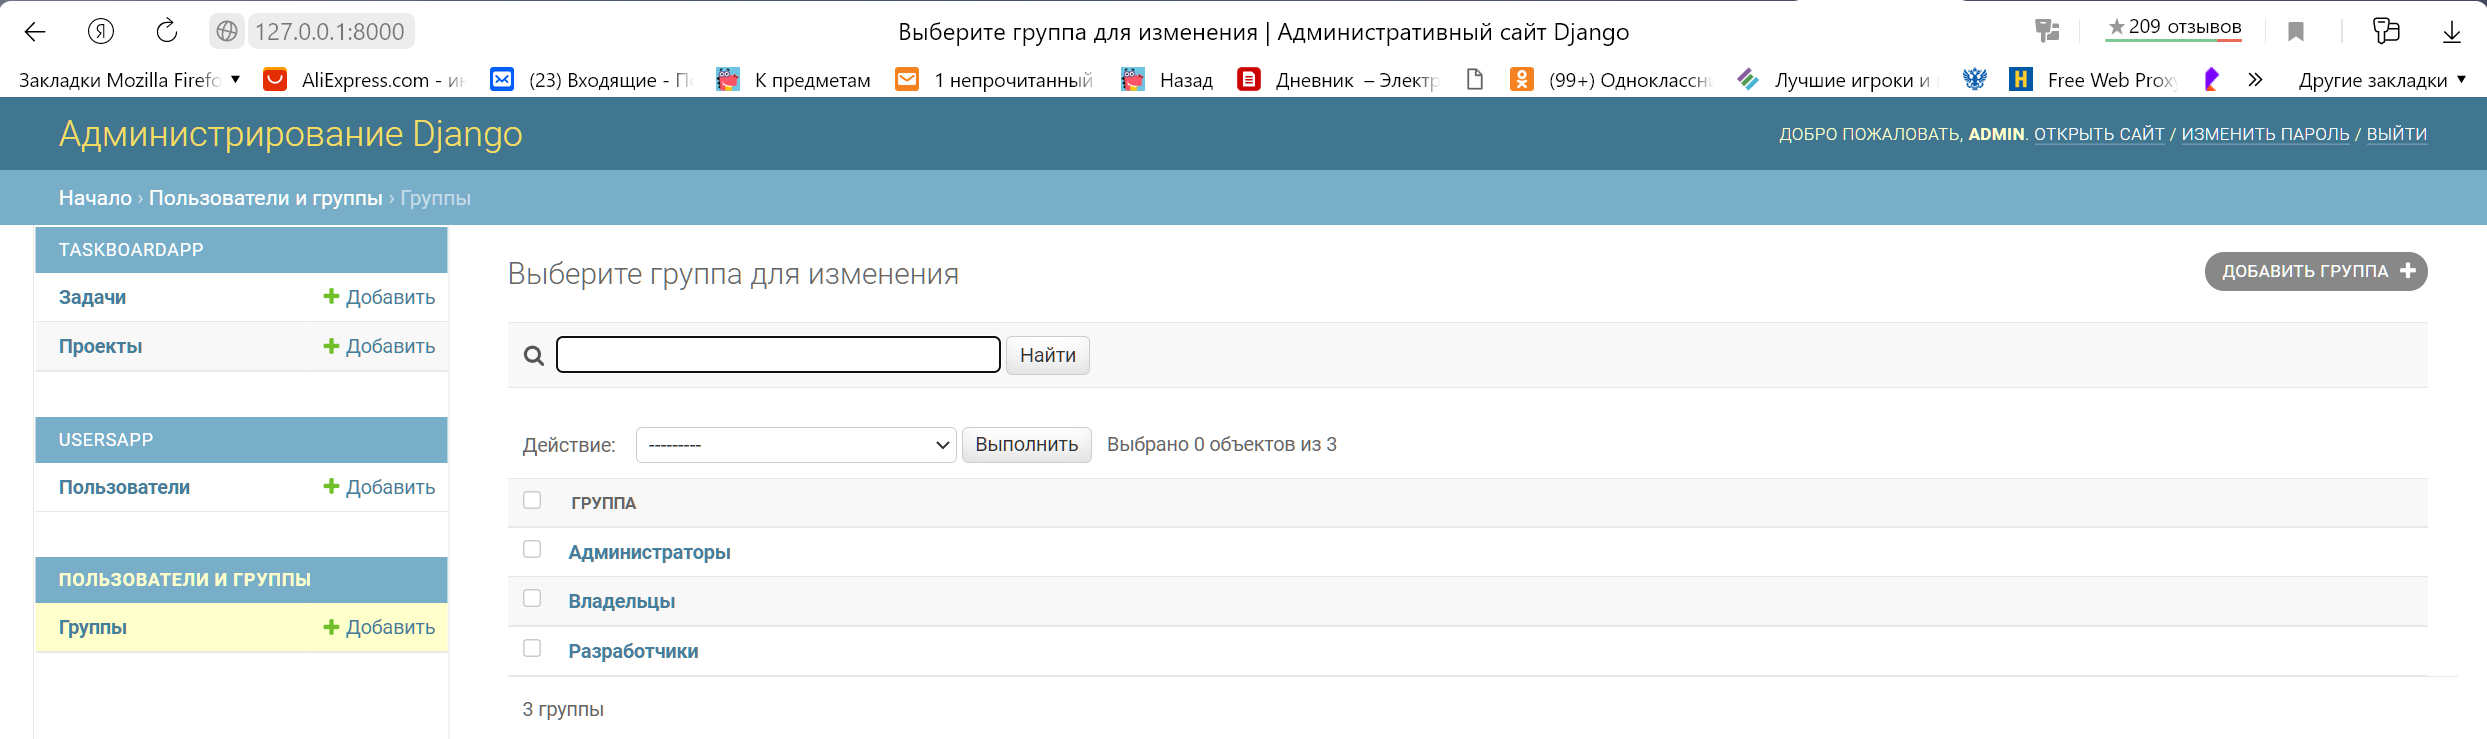 Я
127.0.0.1:8000
Выберите группа для изменения | Административный сайт Django
209 отзывов
Закладки Mozilla Firefo
AliExpress.com - ин
(23) Входящие - По
К предметам
1 непрочитанный
Назад
Дневник – Электр
(99+) Одноклассни
Лучшие игроки и
Free Web Proxy
Другие закладки
Администрирование Django
ДОБРО ПОЖАЛОВАТЬ, ADMIN. ОТКРЫТЬ САЙТ / ИЗМЕНИТЬ ПАРОЛЬ / ВЫЙТИ
Начало › Пользователи и группы › Группы
TASKBOARDAPP
Задачи
Добавить
Проекты
Добавить
USERSAPP
Пользователи
Добавить
ПОЛЬЗОВАТЕЛИ И ГРУППЫ
Группы
Добавить
Выберите группа для изменения
ДОБАВИТЬ ГРУППА
Найти
Действие:
---------
Выполнить
Выбрано 0 объектов из 3
ГРУППА
Администраторы
Владельцы
Разработчики
3 группы